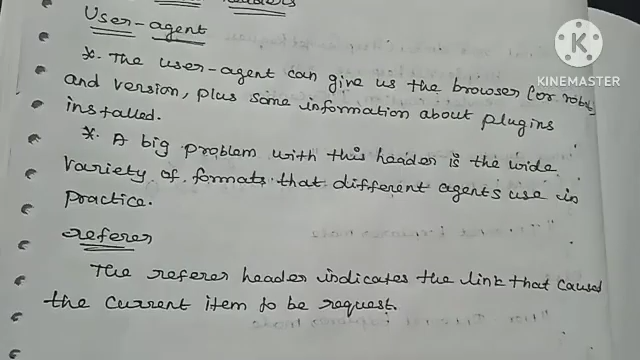 headers
User-agent
*. The user-agent can give us the browser (or robot)
and version, plus some information about plugins
installed.
*. A big problem with this header is the wide
variety of formats that different agents use in
practice.
referer
The referer header indicates the link that caused
the current item to be request.
K
KINEMASTER